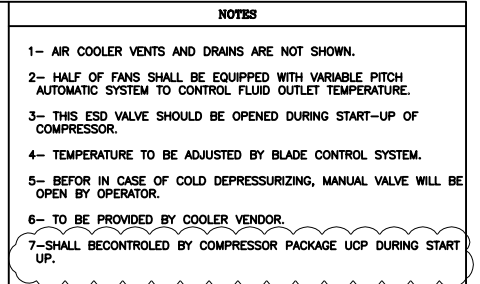 NOTES
1- AIR COOLER VENTS AND DRAINS ARE NOT SHOWN.
2- HALF OF FANS SHALL BE EQUIPPED WITH VARIABLE PITCH
AUTOMATIC SYSTEM TO CONTROL FLUID OUTLET TEMPERATURE.
3- THIS ESD VALVE SHOULD BE OPENED DURING START-UP OF
COMPRESSOR.
4- TEMPERATURE TO BE ADJUSTED BY BLADE CONTROL SYSTEM.
5- BEFOR IN CASE OF COLD DEPRESSURIZING, MANUAL VALVE WILL BE
OPEN BY OPERATOR.
6- TO BE PROVIDED BY COOLER VENDOR.
7-SHALL BECONTROLED BY COMPRESSOR PACKAGE UCP DURING START
UP.